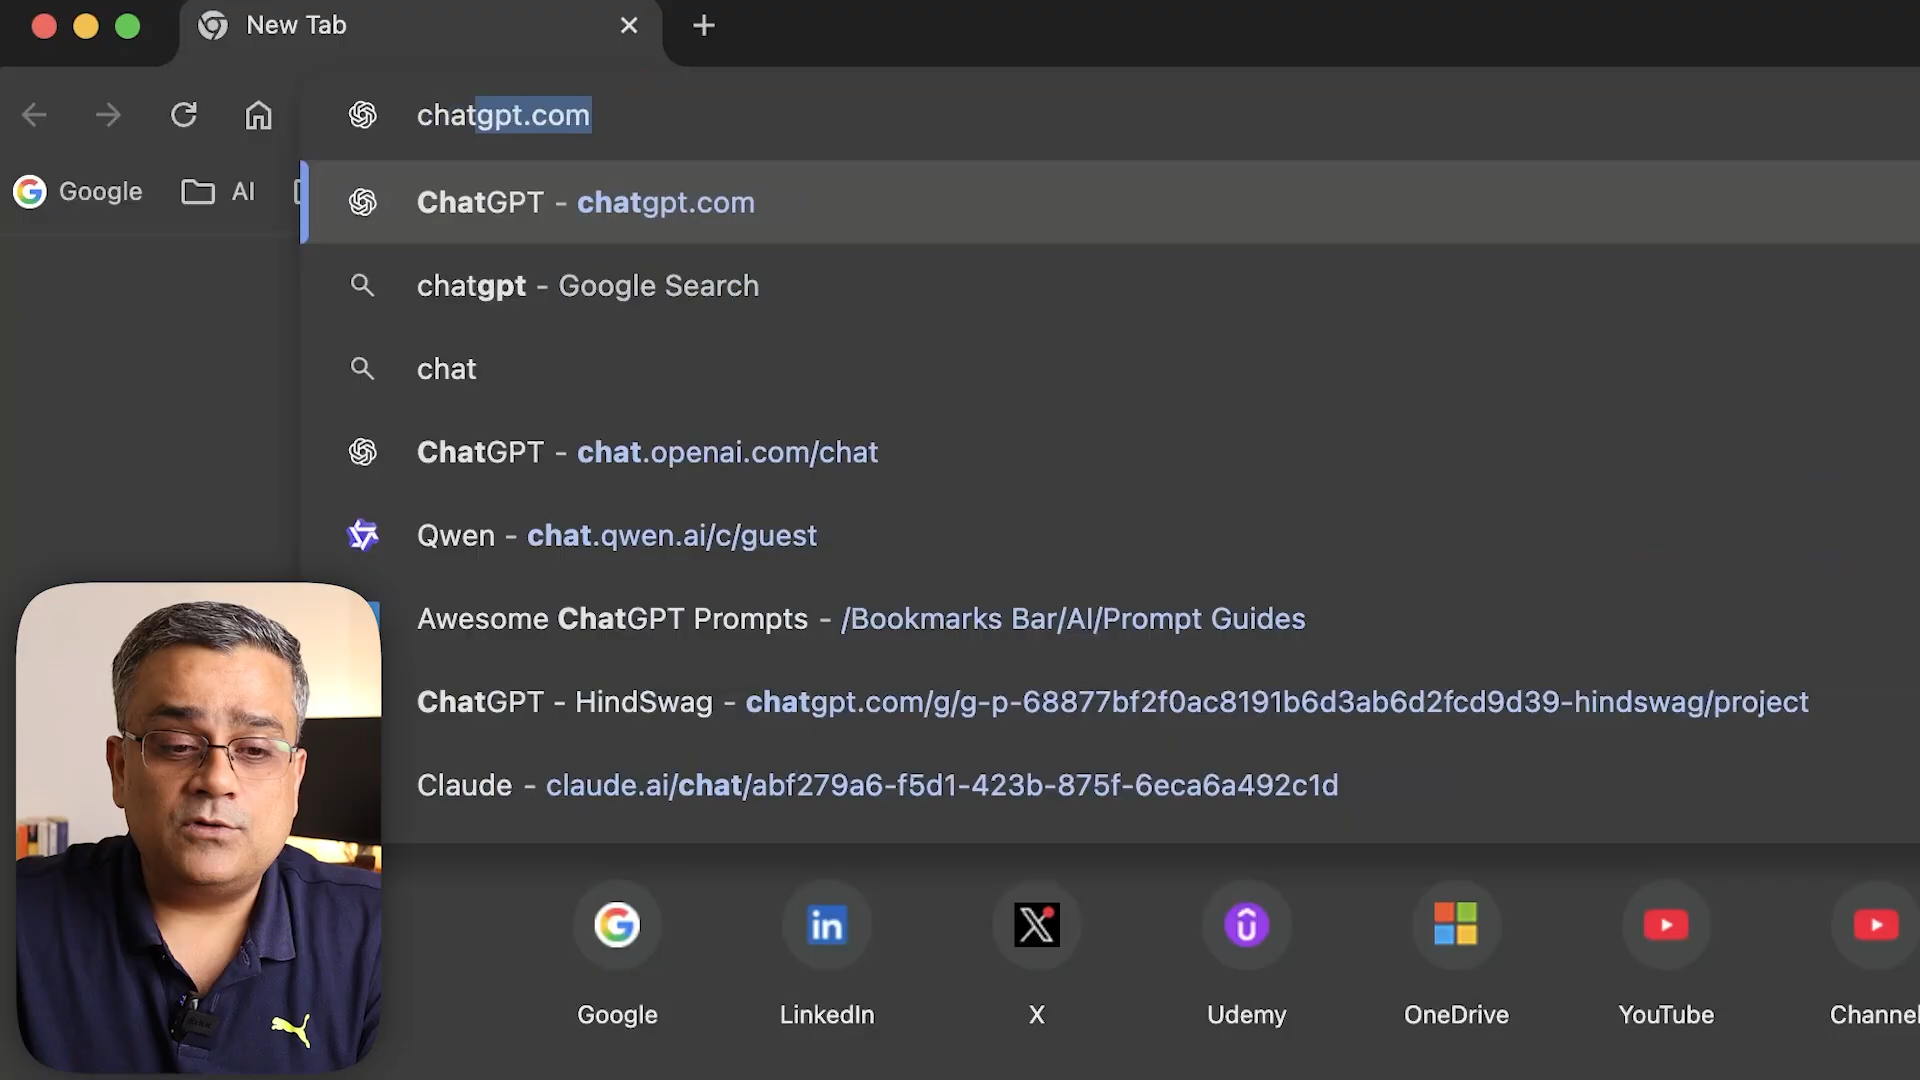 New Tab
chatgpt.com
Google
AI
ChatGPT - chatgpt.com
chatgpt - Google Search
chat
ChatGPT - chat.openai.com/chat
Qwen - chat.qwen.ai/c/guest
Awesome ChatGPT Prompts - /Bookmarks Bar/AI/Prompt Guides
ChatGPT - HindSwag - chatgpt.com/g/g-p-68877bf2f0ac8191b6d3ab6d2fcd9d39-hindswag/project
Claude - claude.ai/chat/abf279a6-f5d1-423b-875f-6eca6a492c1d
Google
LinkedIn
X
Udemy
OneDrive
YouTube
Channel